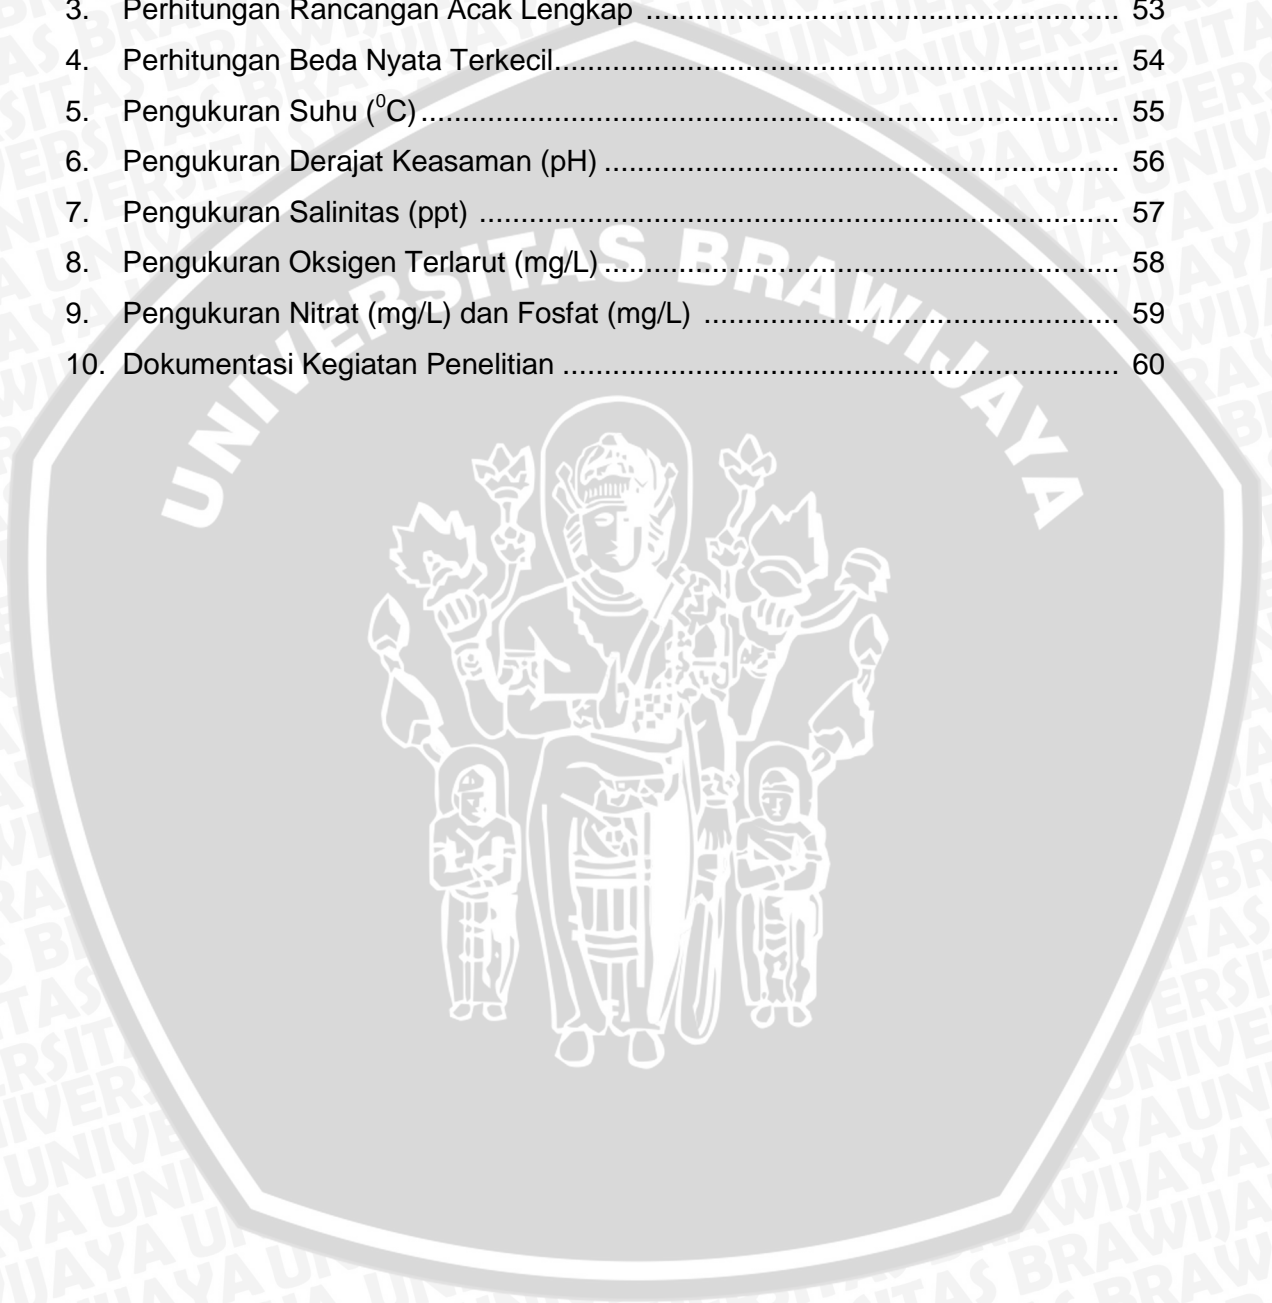 3. Perhitungan Rancangan Acak Lengkap .......................................................... 53
4. Perhitungan Beda Nyata Terkecil..................................................................... 54
5. Pengukuran Suhu (⁰C)..................................................................................... 55
6. Pengukuran Derajat Keasaman (pH) ............................................................... 56
7. Pengukuran Salinitas (ppt) .............................................................................. 57
8. Pengukuran Oksigen Terlarut (mg/L)............................................................... 58
9. Pengukuran Nitrat (mg/L) dan Fosfat (mg/L) ................................................... 59
10. Dokumentasi Kegiatan Penelitian .................................................................... 60
UNIVERSITAS BRAWIJAYA